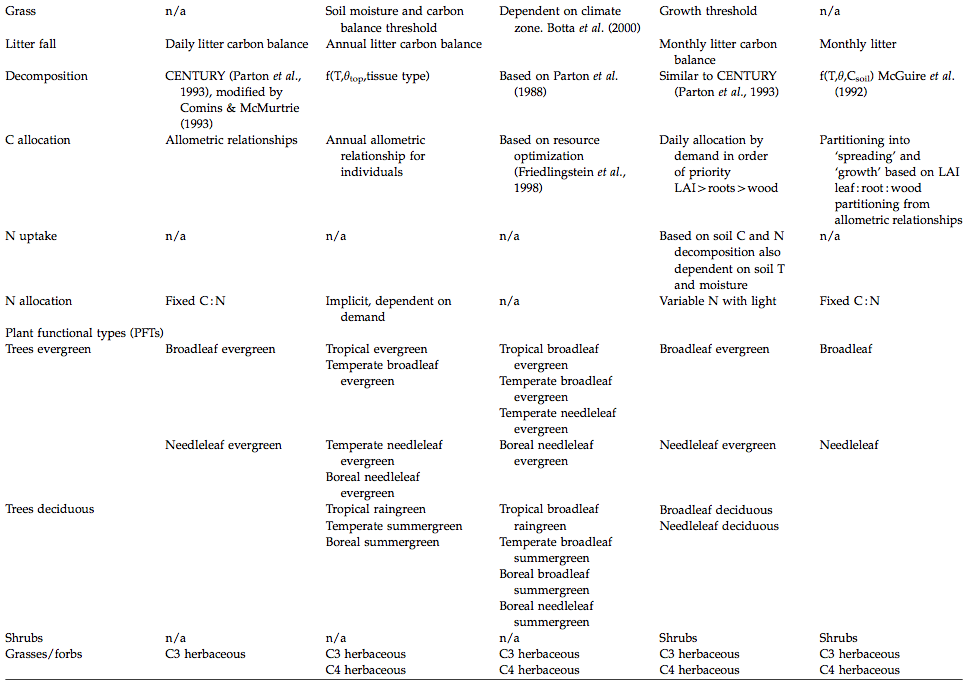 Grass n/a Soil moisture and carbon Dependent on climate Growth threshold n/a
balance threshold zone. Botta et al. (2000)
Litter fall Daily litter carbon balance Annual litter carbon balance Monthly litter carbon Monthly litter
balance
Decomposition CENTURY (Parton et al., f(T,θtop,tissue type) Based on Parton et al. Similar to CENTURY f(T,θ,Csoil) McGuire et al.
1993), modified by (1988) (Parton et al., 1993) (1992)
Comins & McMurtrie
(1993)
C allocation Allometric relationships Annual allometric Based on resource Daily allocation by Partitioning into
relationship for optimization demand in order ‘spreading’ and
individuals (Friedlingstein et al., of priority ‘growth’ based on LAI
1998) LAI > roots > wood leaf : root : wood
partitioning from
allometric relationships
N uptake n/a n/a n/a Based on soil C and N n/a
decomposition also
dependent on soil T
and moisture
N allocation Fixed C : N Implicit, dependent on n/a Variable N with light Fixed C : N
demand
Plant functional types (PFTs)
Trees evergreen Broadleaf evergreen Tropical evergreen Tropical broadleaf Broadleaf evergreen Broadleaf
Temperate broadleaf evergreen
evergreen Temperate broadleaf
evergreen
Temperate needleleaf
evergreen
Needleleaf evergreen Temperate needleleaf Boreal needleleaf Needleleaf evergreen Needleleaf
evergreen evergreen
Boreal needleleaf
evergreen
Trees deciduous Tropical raingreen Tropical broadleaf Broadleaf deciduous
Temperate summergreen raingreen Needleleaf deciduous
Boreal summergreen Temperate broadleaf
summergreen
Boreal broadleaf
summergreen
Boreal needleleaf
summergreen
Shrubs n/a n/a n/a Shrubs Shrubs
Grasses/forbs C3 herbaceous C3 herbaceous C3 herbaceous C3 herbaceous C3 herbaceous
C4 herbaceous C4 herbaceous C4 herbaceous C4 herbaceous